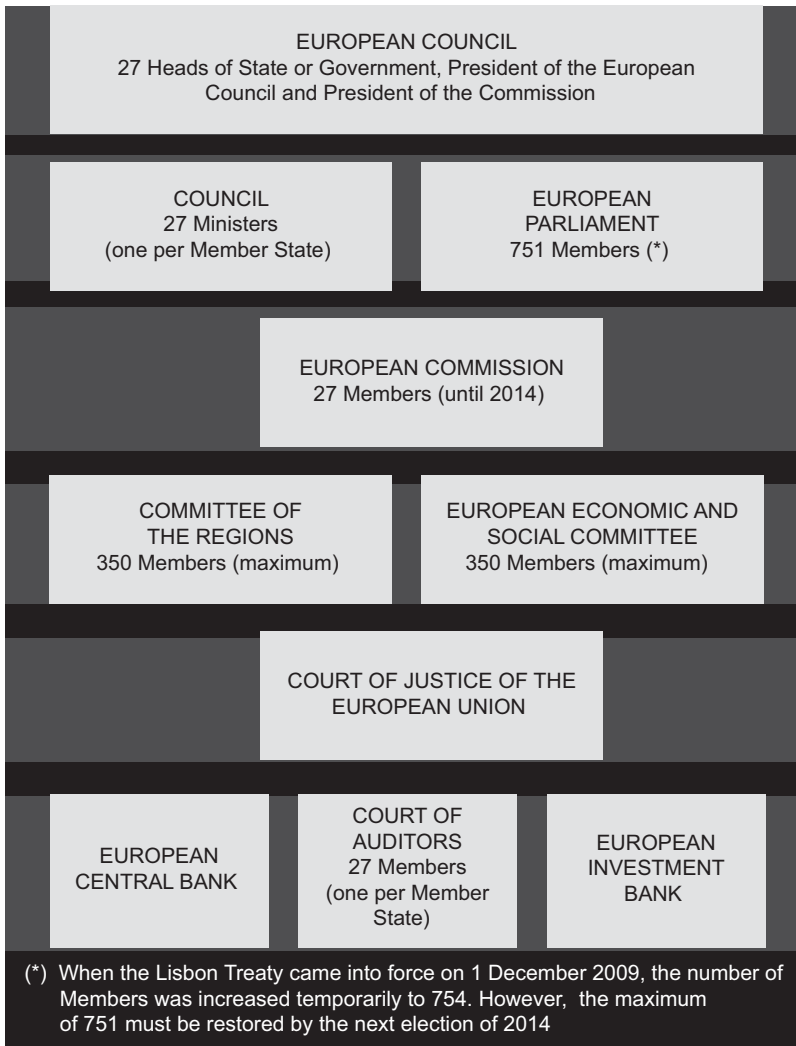 EUROPEAN COUNCIL
27 Heads of State or Government, President of the European
Council and President of the Commission
COUNCIL
27 Ministers
(one per Member State)
EUROPEAN
PARLIAMENT
751 Members (*)
EUROPEAN COMMISSION
27 Members (until 2014)
COMMITTEE OF
THE REGIONS
350 Members (maximum)
EUROPEAN ECONOMIC AND
SOCIAL COMMITTEE
350 Members (maximum)
COURT OF JUSTICE OF THE
EUROPEAN UNION
EUROPEAN
CENTRAL BANK
COURT OF
AUDITORS
27 Members
(one per Member
State)
EUROPEAN
INVESTMENT
BANK
(*) When the Lisbon Treaty came into force on 1 December 2009, the number of
Members was increased temporarily to 754. However, the maximum
of 751 must be restored by the next election of 2014